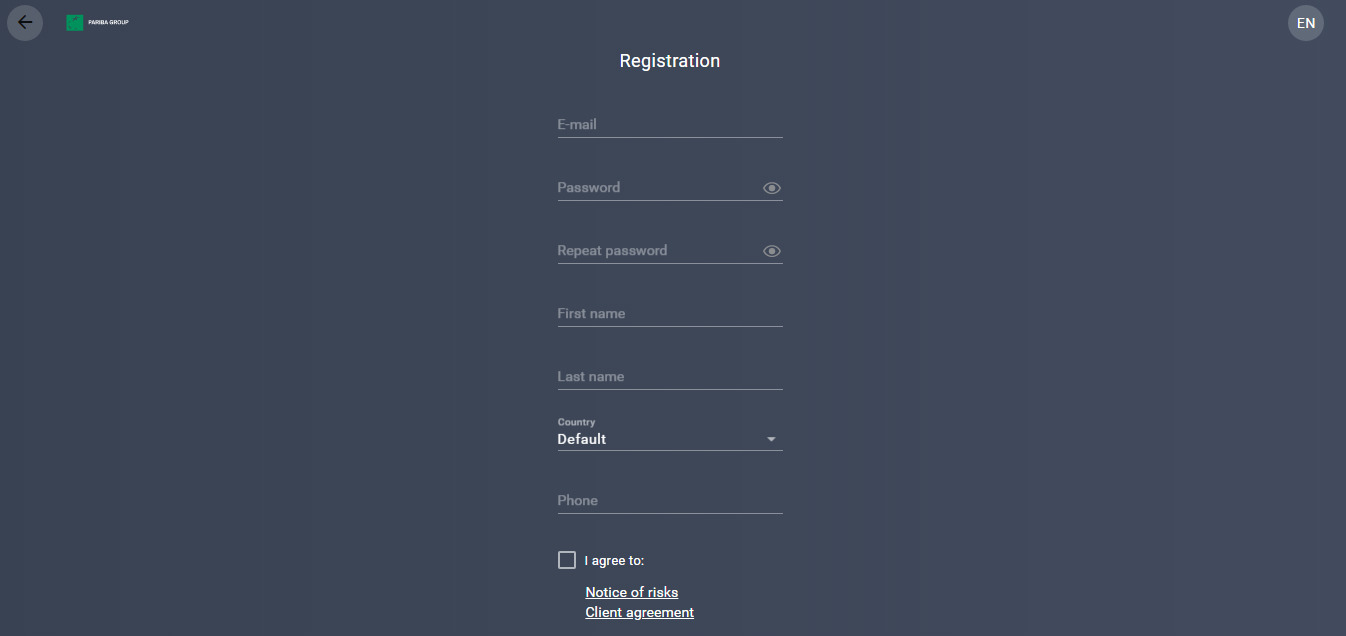 PARIBA GROUP
EN
Registration
E-mail
Password
Repeat password
First name
Last name
Country
Default
Phone
I agree to:
Notice of risks
Client agreement